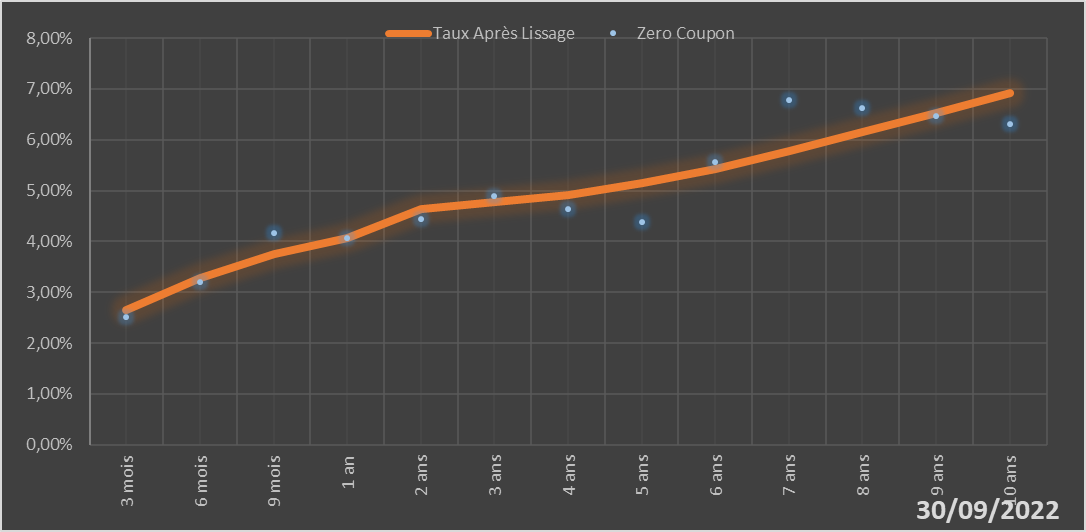 Taux Après Lissage
Zero Coupon
8,00%
7,00%
6,00%
5,00%
4,00%
3,00%
2,00%
1,00%
0,00%
3 mois
6 mois
9 mois
1 an
2 ans
3 ans
4 ans
5 ans
6 ans
7 ans
8 ans
9 ans
10 ans
30/09/2022